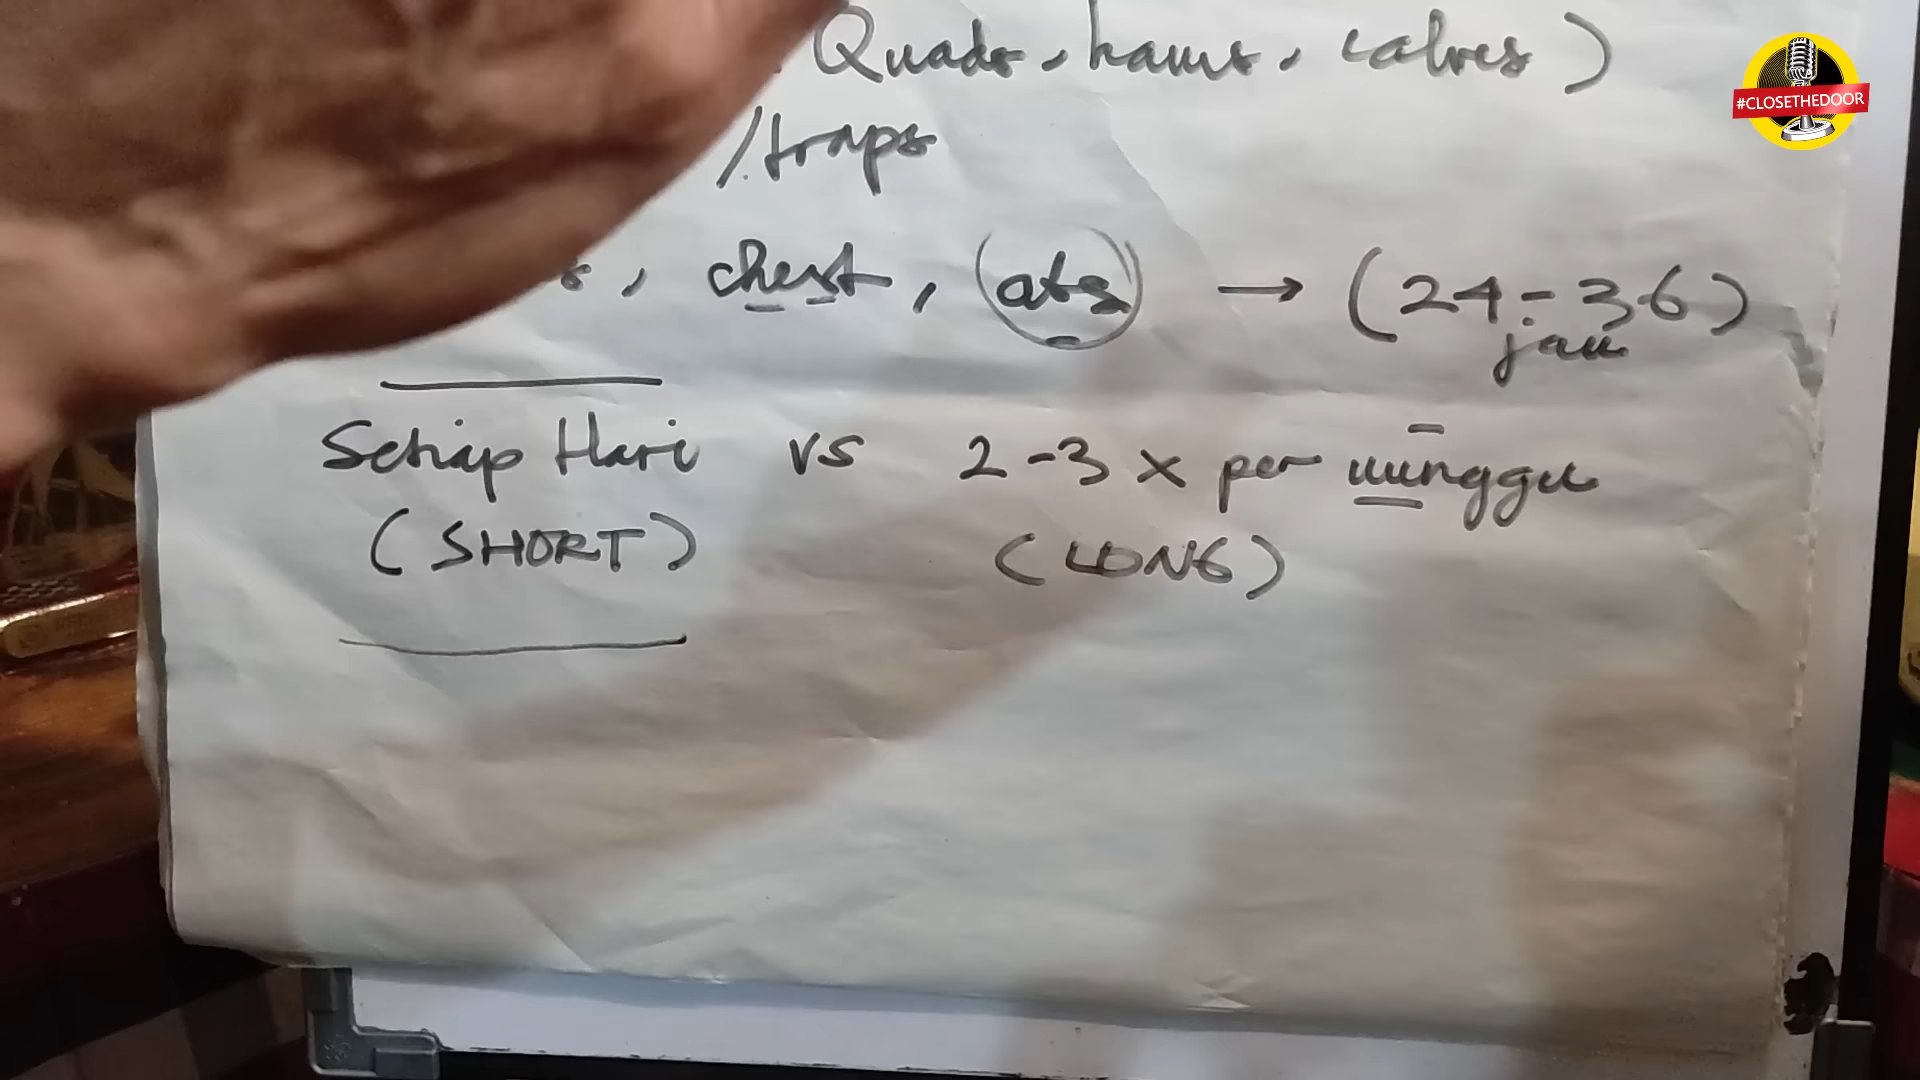 (Quads, hams, calves)
#CLOSETHEDOOR
/traps
s, chest, (abs) → (24-36)
jam
Setiap Hari vs 2-3 x per minggu
(SHORT) (LONG)